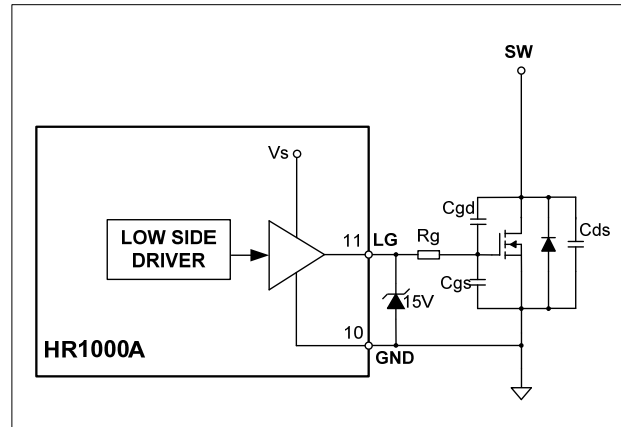 SW
Vs
Cgd
Cds
LOW SIDE
DRIVER
11
LG
Rg
Cgs
15V
10
GND
HR1000A